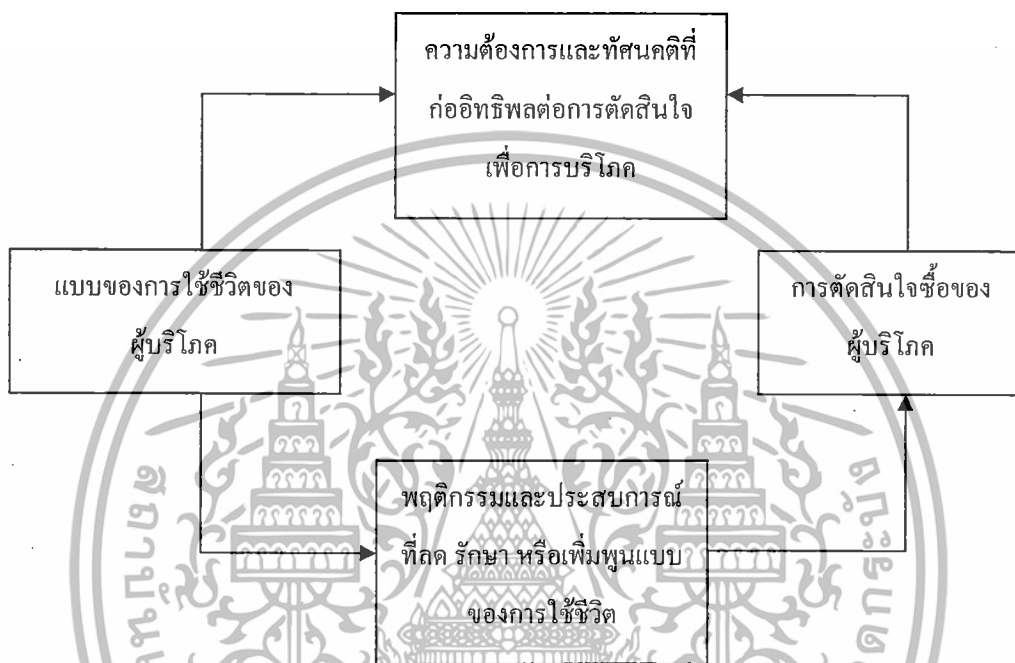 ความต้องการและทัศนคติที่
ก่ออิทธิพลต่อการตัดสินใจ
เพื่อการบริโภค
แบบของการใช้ชีวิตของ
ผู้บริโภค
การตัดสินใจซื้อของ
ผู้บริโภค
พฤติกรรมและประสบการณ์
ที่ลด รักษา หรือเพิ่มพูนแบบ
ของการใช้ชีวิต